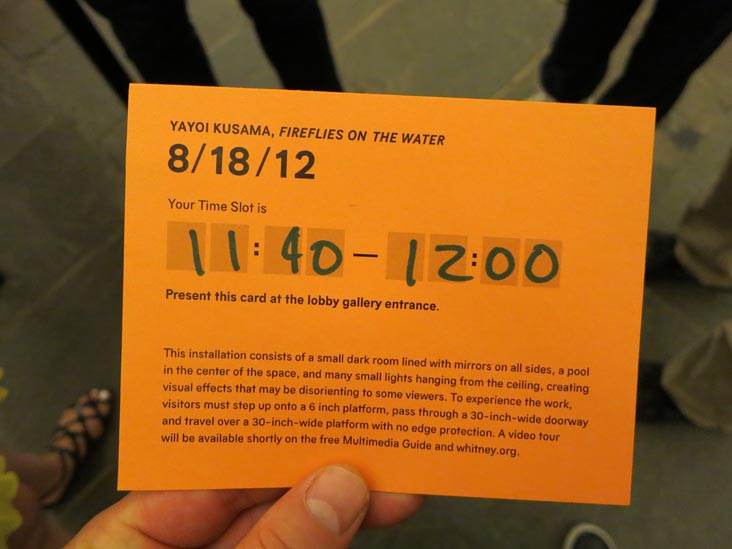 YAYOI KUSAMA, FIREFLIES ON THE WATER
8/18/12
Your Time Slot is
11:40 – 12:00
Present this card at the lobby gallery entrance.
This installation consists of a small dark room lined with mirrors on all sides, a pool
in the center of the space, and many small lights hanging from the ceiling, creating
visual effects that may be disorienting to some viewers. To experience the work,
visitors must step up onto a 6 inch platform, pass through a 30-inch-wide doorway
and travel over a 30-inch-wide platform with no edge protection. A video tour
will be available shortly on the free Multimedia Guide and whitney.org.